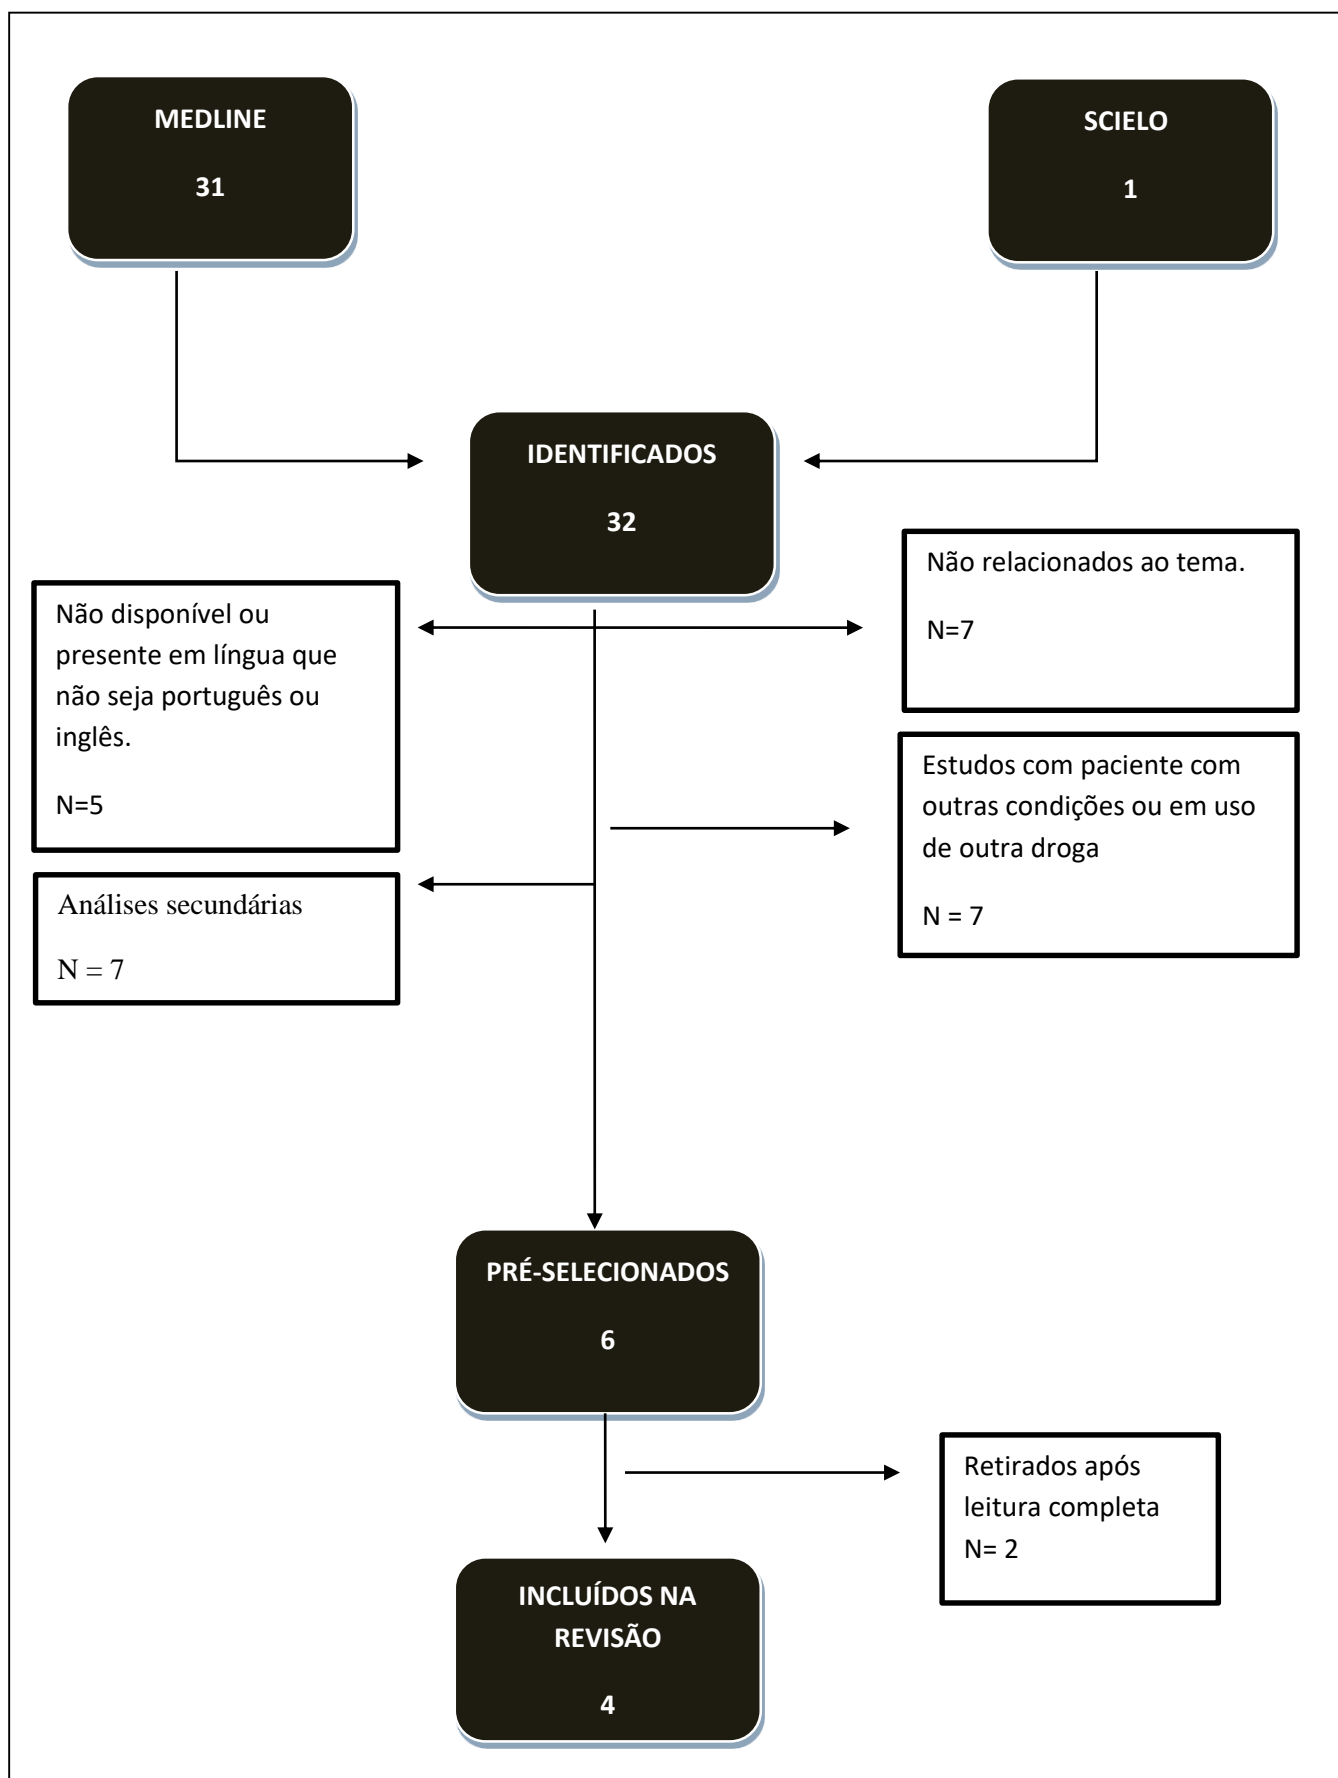 MEDLINE
31
SCIELO
1
IDENTIFICADOS
32
Não relacionados ao tema.
N=7
Não disponível ou
presente em língua que
não seja português ou
inglês.
N=5
Estudos com paciente com
outras condições ou em uso
de outra droga
N = 7
Análises secundárias
N = 7
PRÉ-SELECIONADOS
6
Retirados após
leitura completa
N= 2
INCLUÍDOS NA
REVISÃO
4